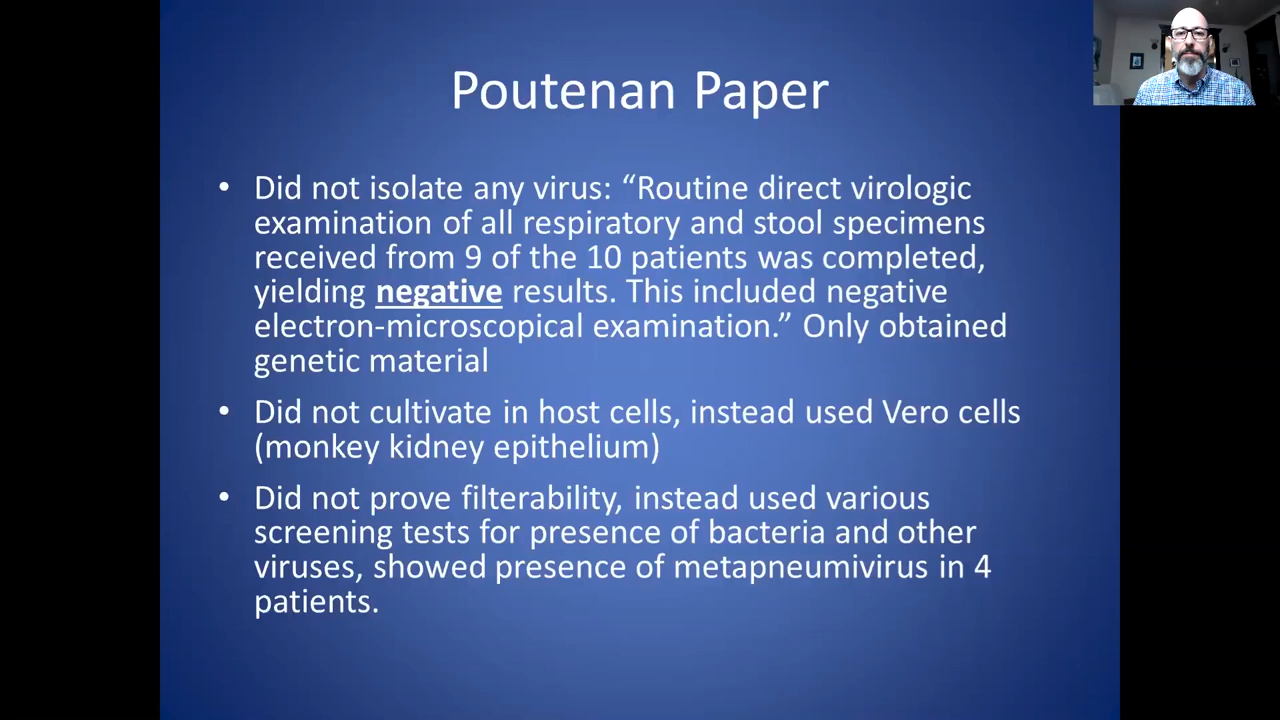 Poutenan Paper
• Did not isolate any virus: “Routine direct virologic
examination of all respiratory and stool specimens
received from 9 of the 10 patients was completed,
yielding negative results. This included negative
electron-microscopical examination.” Only obtained
genetic material
• Did not cultivate in host cells, instead used Vero cells
(monkey kidney epithelium)
• Did not prove filterability, instead used various
screening tests for presence of bacteria and other
viruses, showed presence of metapneumivirus in 4
patients.